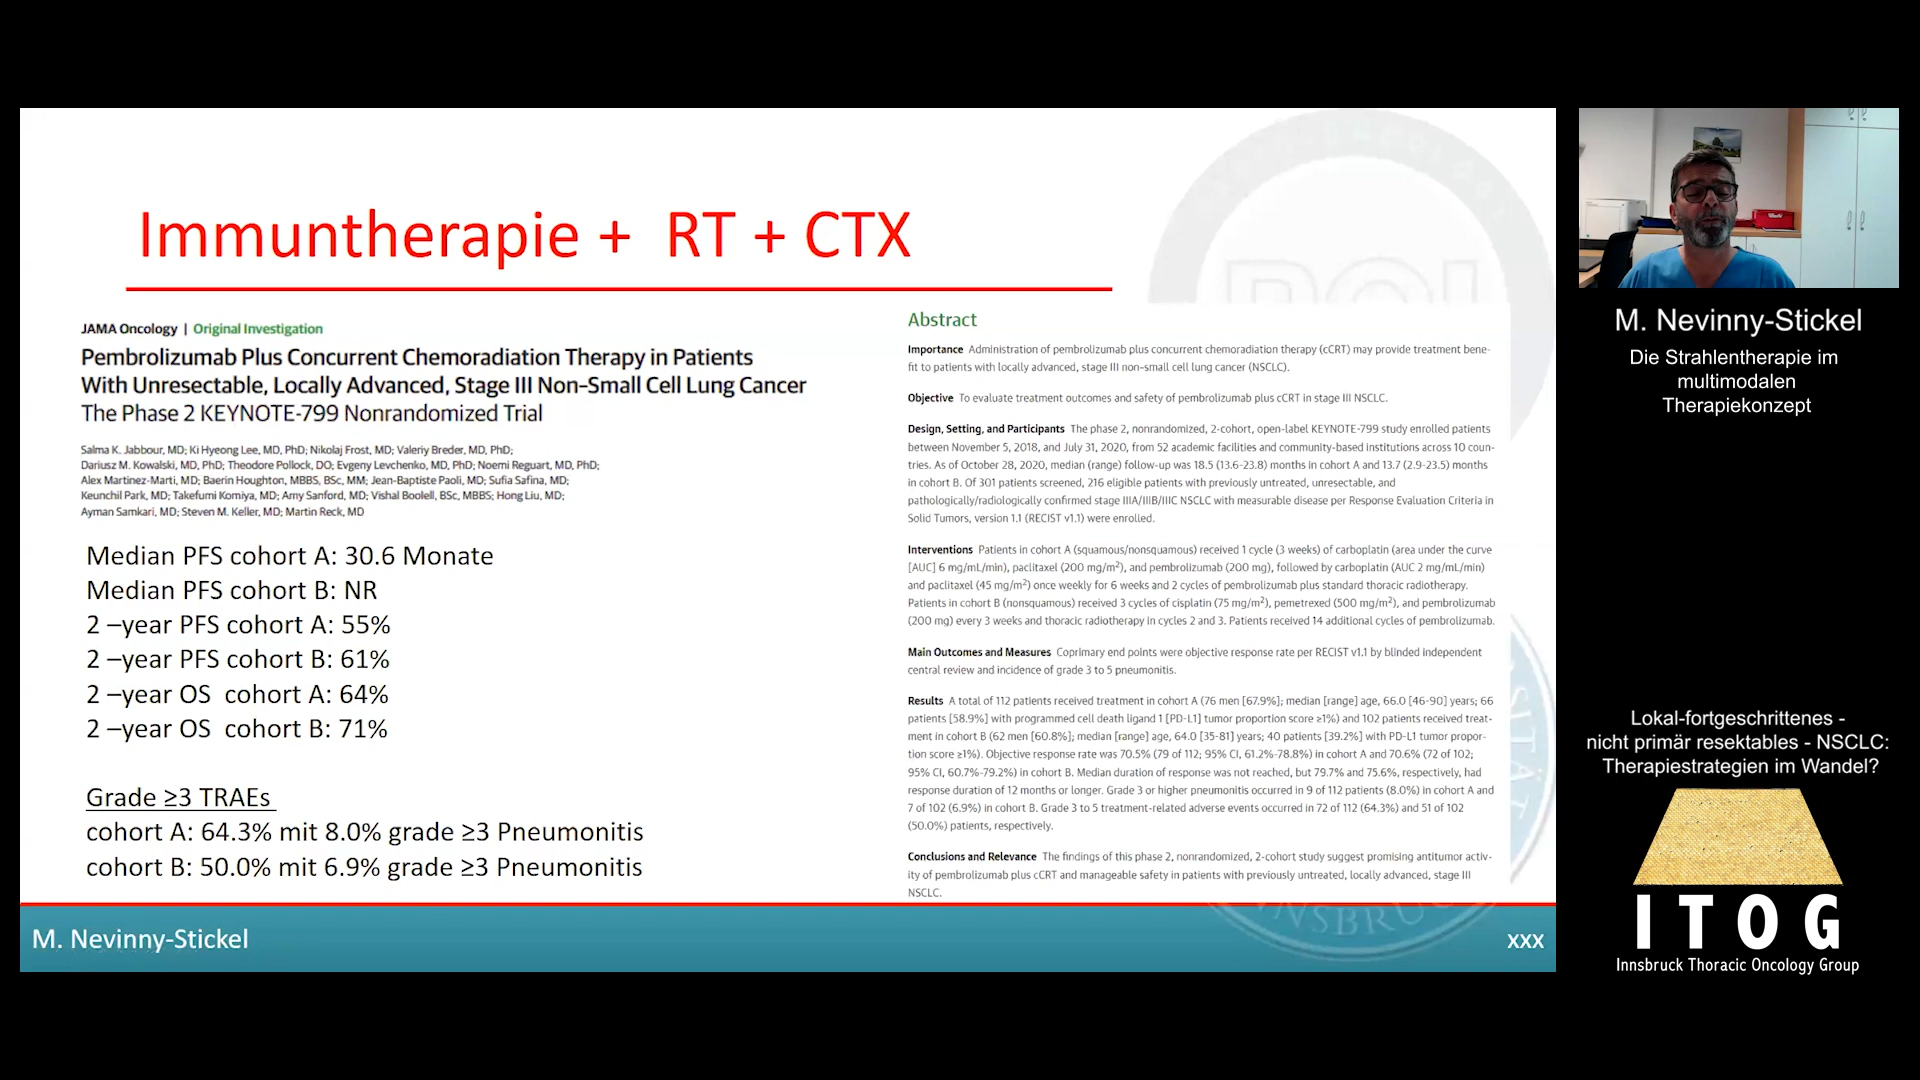 Immuntherapie + RT + CTX
JAMA Oncology | Original Investigation
Pembrolizumab Plus Concurrent Chemoradiation Therapy in Patients
With Unresectable, Locally Advanced, Stage III Non–Small Cell Lung Cancer
The Phase 2 KEYNOTE-799 Nonrandomized Trial
Salma K. Jabbour, MD; Ki Hyeong Lee, MD, PhD; Nikolaj Frost, MD; Valeriy Breder, MD, PhD;
Dariusz M. Kowalski, MD, PhD; Theodore Pollock, DO; Evgeny Levchenko, MD, PhD; Noemi Reguart, MD, PhD;
Alex Martinez-Marti, MD; Baerin Houghton, MBBS, BSc, MM; Jean-Baptiste Paoli, MD; Sufia Safina, MD;
Keunchil Park, MD; Takefumi Komiya, MD; Amy Sanford, MD; Vishal Boolell, BSc, MBBS; Hong Liu, MD;
Ayman Samkari, MD; Steven M. Keller, MD; Martin Reck, MD
Median PFS cohort A: 30.6 Monate
Median PFS cohort B: NR
2 –year PFS cohort A: 55%
2 –year PFS cohort B: 61%
2 –year OS cohort A: 64%
2 –year OS cohort B: 71%
Grade ≥3 TRAEs
cohort A: 64.3% mit 8.0% grade ≥3 Pneumonitis
cohort B: 50.0% mit 6.9% grade ≥3 Pneumonitis
Abstract
Importance Administration of pembrolizumab plus concurrent chemoradiation therapy (cCRT) may provide treatment bene-
fit to patients with locally advanced, stage III non–small cell lung cancer (NSCLC).
Objective To evaluate treatment outcomes and safety of pembrolizumab plus cCRT in stage III NSCLC.
Design, Setting, and Participants The phase 2, nonrandomized, 2-cohort, open-label KEYNOTE-799 study enrolled patients
between November 5, 2018, and July 31, 2020, from 52 academic facilities and community-based institutions across 10 coun-
tries. As of October 28, 2020, median (range) follow-up was 18.5 (13.6-23.8) months in cohort A and 13.7 (2.9-23.5) months
in cohort B. Of 301 patients screened, 216 eligible patients with previously untreated, unresectable, and
pathologically/radiologically confirmed stage IIIA/IIIB/IIIC NSCLC with measurable disease per Response Evaluation Criteria in
Solid Tumors, version 1.1 (RECIST v1.1) were enrolled.
Interventions Patients in cohort A (squamous/nonsquamous) received 1 cycle (3 weeks) of carboplatin (area under the curve
[AUC] 6 mg/mL/min), paclitaxel (200 mg/m²), and pembrolizumab (200 mg), followed by carboplatin (AUC 2 mg/mL/min)
and paclitaxel (45 mg/m²) once weekly for 6 weeks and 2 cycles of pembrolizumab plus standard thoracic radiotherapy.
Patients in cohort B (nonsquamous) received 3 cycles of cisplatin (75 mg/m²), pemetrexed (500 mg/m²), and pembrolizumab
(200 mg) every 3 weeks and thoracic radiotherapy in cycles 2 and 3. Patients received 14 additional cycles of pembrolizumab.
Main Outcomes and Measures Coprimary end points were objective response rate per RECIST v1.1 by blinded independent
central review and incidence of grade 3 to 5 pneumonitis.
Results A total of 112 patients received treatment in cohort A (76 men [67.9%]; median [range] age, 66.0 [46-90] years; 66
patients [58.9%] with programmed cell death ligand 1 [PD-L1] tumor proportion score ≥1%) and 102 patients received treat-
ment in cohort B (62 men [60.8%]; median [range] age, 64.0 [35-81] years; 40 patients [39.2%] with PD-L1 tumor propor-
tion score ≥1%). Objective response rate was 70.5% (79 of 112; 95% CI, 61.2%-78.8%) in cohort A and 70.6% (72 of 102;
95% CI, 60.7%-79.2%) in cohort B. Median duration of response was not reached, but 79.7% and 75.6%, respectively, had
response duration of 12 months or longer. Grade 3 or higher pneumonitis occurred in 9 of 112 patients (8.0%) in cohort A and
7 of 102 (6.9%) in cohort B. Grade 3 to 5 treatment-related adverse events occurred in 72 of 112 (64.3%) and 51 of 102
(50.0%) patients, respectively.
Conclusions and Relevance The findings of this phase 2, nonrandomized, 2-cohort study suggest promising antitumor activ-
ity of pembrolizumab plus cCRT and manageable safety in patients with previously untreated, locally advanced, stage III
NSCLC.
M. Nevinny-Stickel
xxx
M. Nevinny-Stickel
Die Strahlentherapie im
multimodalen
Therapiekonzept
Lokal-fortgeschrittenes -
nicht primär resektables - NSCLC:
Therapiestrategien im Wandel?
ITOG
Innsbruck Thoracic Oncology Group